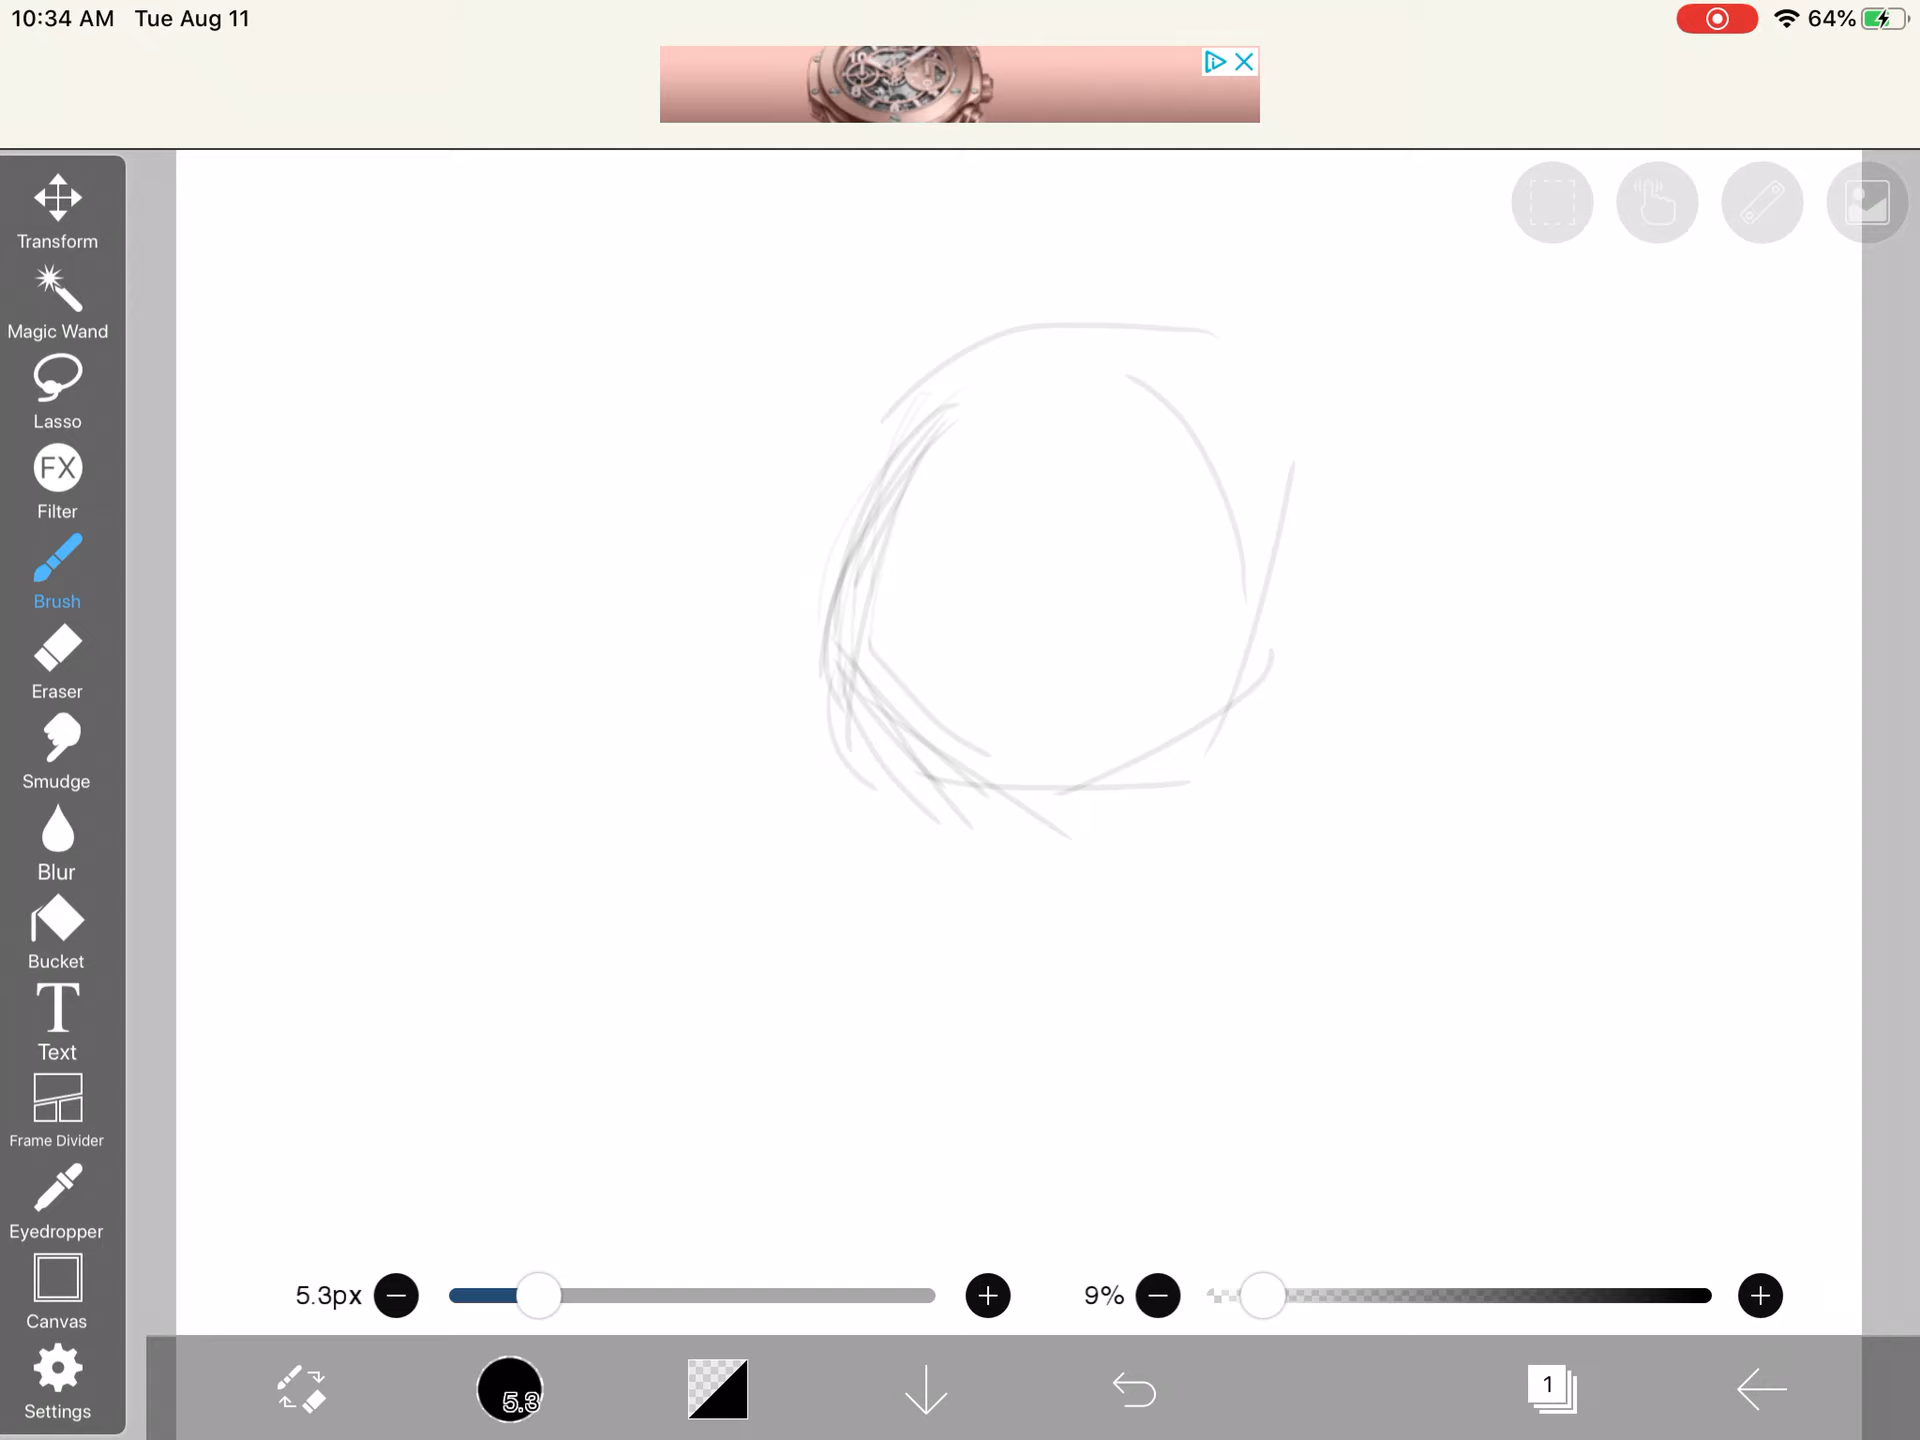 10:34 AM Tue Aug 11
64%
Transform
Magic Wand
Lasso
FX
Filter
Brush
Eraser
Smudge
Blur
Bucket
T
Text
Frame Divider
Eyedropper
Canvas
Settings
5.3px
9%
5.3
1